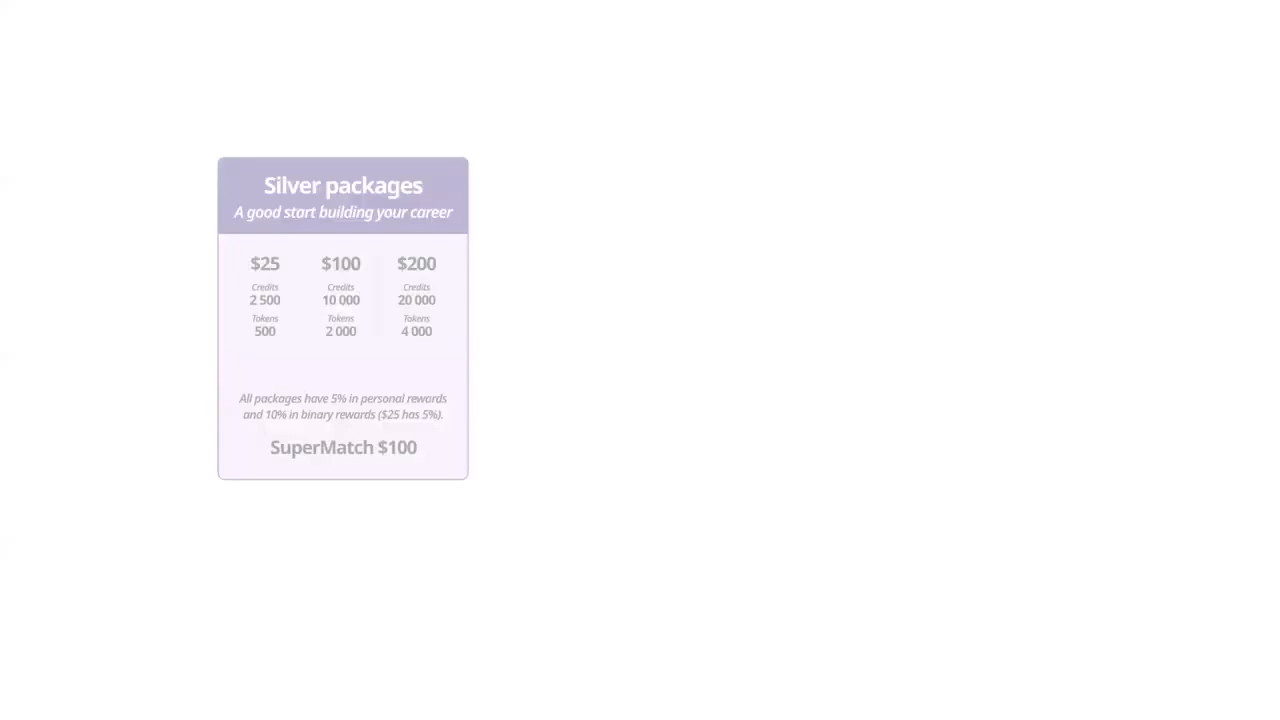 Silver packages
A good start building your career
$25 $100 $200
Credits Credits Credits
2 500 10 000 20 000
Tokens Tokens Tokens
500 2 000 4 000
All packages have 5% in personal rewards
and 10% in binary rewards ($25 has 5%).
SuperMatch $100